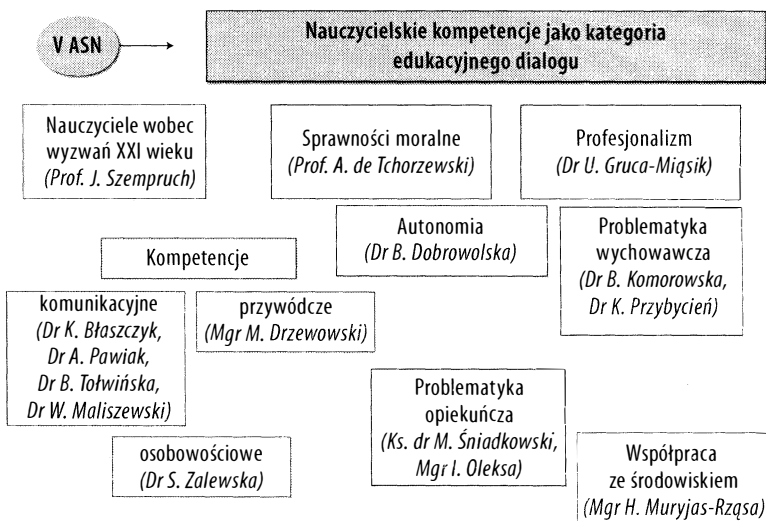 V ASN
Nauczycielskie kompetencje jako kategoria
edukacyjnego dialogu
Nauczyciele wobec
wyzwań XXI wieku
(Prof. J. Szempruch)
Sprawności moralne
(Prof. A. de Tchorzewski)
Profesjonalizm
(Dr U. Gruca-Miąsik)
Autonomia
(Dr B. Dobrowolska)
Problematyka
wychowawcza
(Dr B. Komorowska,
Dr K. Przybycień)
Kompetencje
komunikacyjne
(Dr K. Błaszczyk,
Dr A. Pawiak,
Dr B. Tołwińska,
Dr W. Maliszewski)
przywódcze
(Mgr M. Drzewowski)
osobowościowe
(Dr S. Zalewska)
Problematyka
opiekuńcza
(Ks. dr M. Śniadkowski,
Mgr I. Oleksa)
Współpraca
ze środowiskiem
(Mgr H. Muryjas-Rząsa)